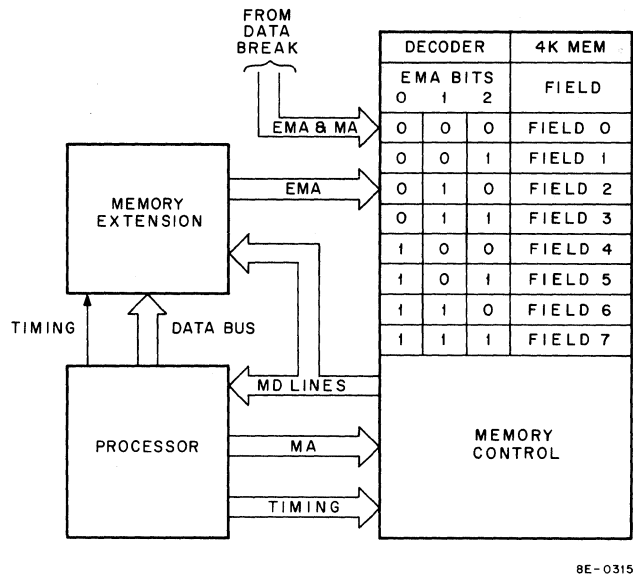 FROM
DATA
BREAK
DECODER 4K MEM
EMA BITS FIELD
0 1 2
EMA & MA
0 0 0 FIELD 0
0 0 1 FIELD 1
EMA
0 1 0 FIELD 2
0 1 1 FIELD 3
1 0 0 FIELD 4
1 0 1 FIELD 5
1 1 0 FIELD 6
1 1 1 FIELD 7
MEMORY
EXTENSION
TIMING
DATA BUS
MD LINES
PROCESSOR
MA
TIMING
MEMORY
CONTROL
8E-0315